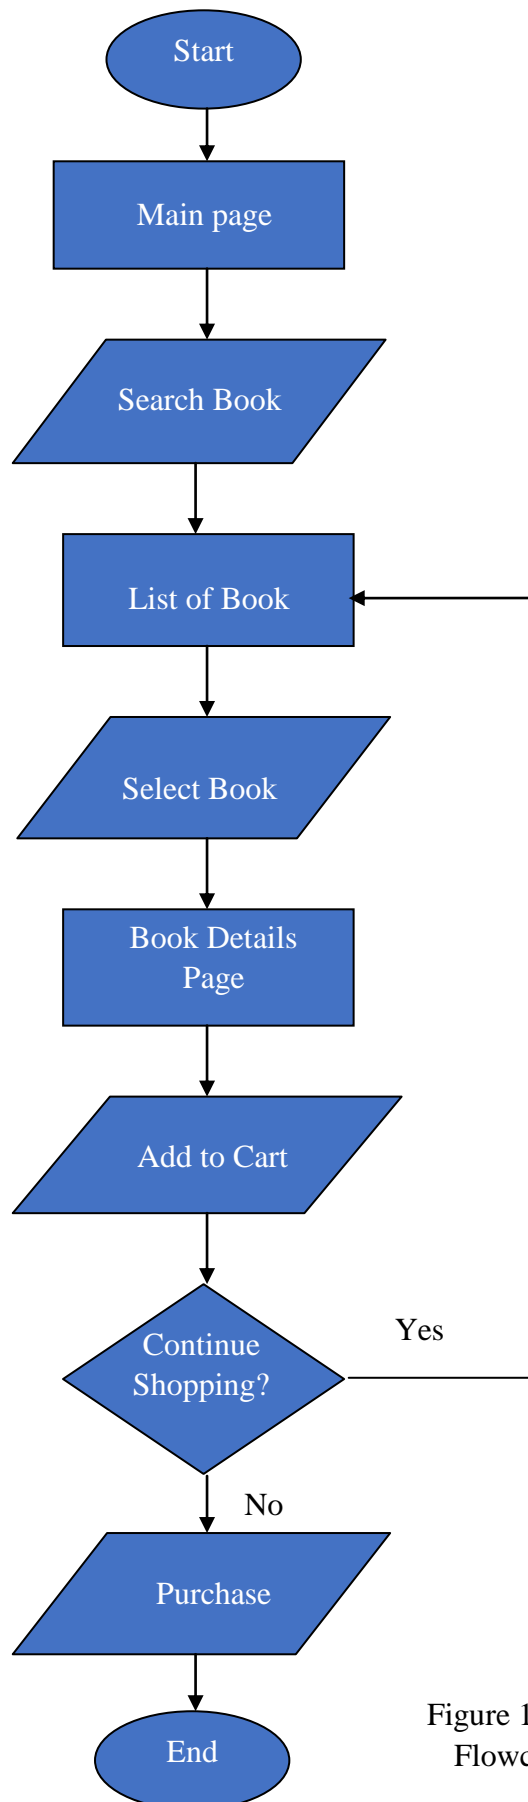 Start
Main page
Search Book
List of Book
Select Book
Book Details
Page
Add to Cart
Continue
Shopping?
Yes
No
Purchase
Figure 1
End